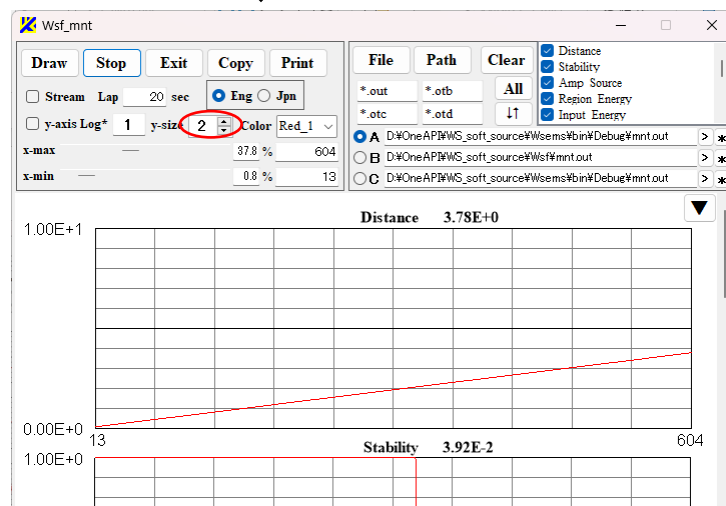 Wsf_mnt
Draw Stop Exit Copy Print
Stream Lap 20 sec Eng Jpn
y-axis Log* 1 y-size 2 Color Red_1
x-max 37.8 % 604
x-min 0.8 % 13
File Path Clear
*.out *.otb All
*.otc *.otd ↓↑
Distance
Stability
Amp Source
Region Energy
Input Energy
A D:¥OneAPI¥WS_soft_source¥Wsems¥bin¥Debug¥mnt.out > *
B D:¥OneAPI¥WS_soft_source¥Wsf¥mnt.out > *
C D:¥OneAPI¥WS_soft_source¥Wsems¥bin¥Debug¥mnt.out > *
▼
Distance 3.78E+0
1.00E+1
0.00E+0
13 604
Stability 3.92E-2
1.00E+0